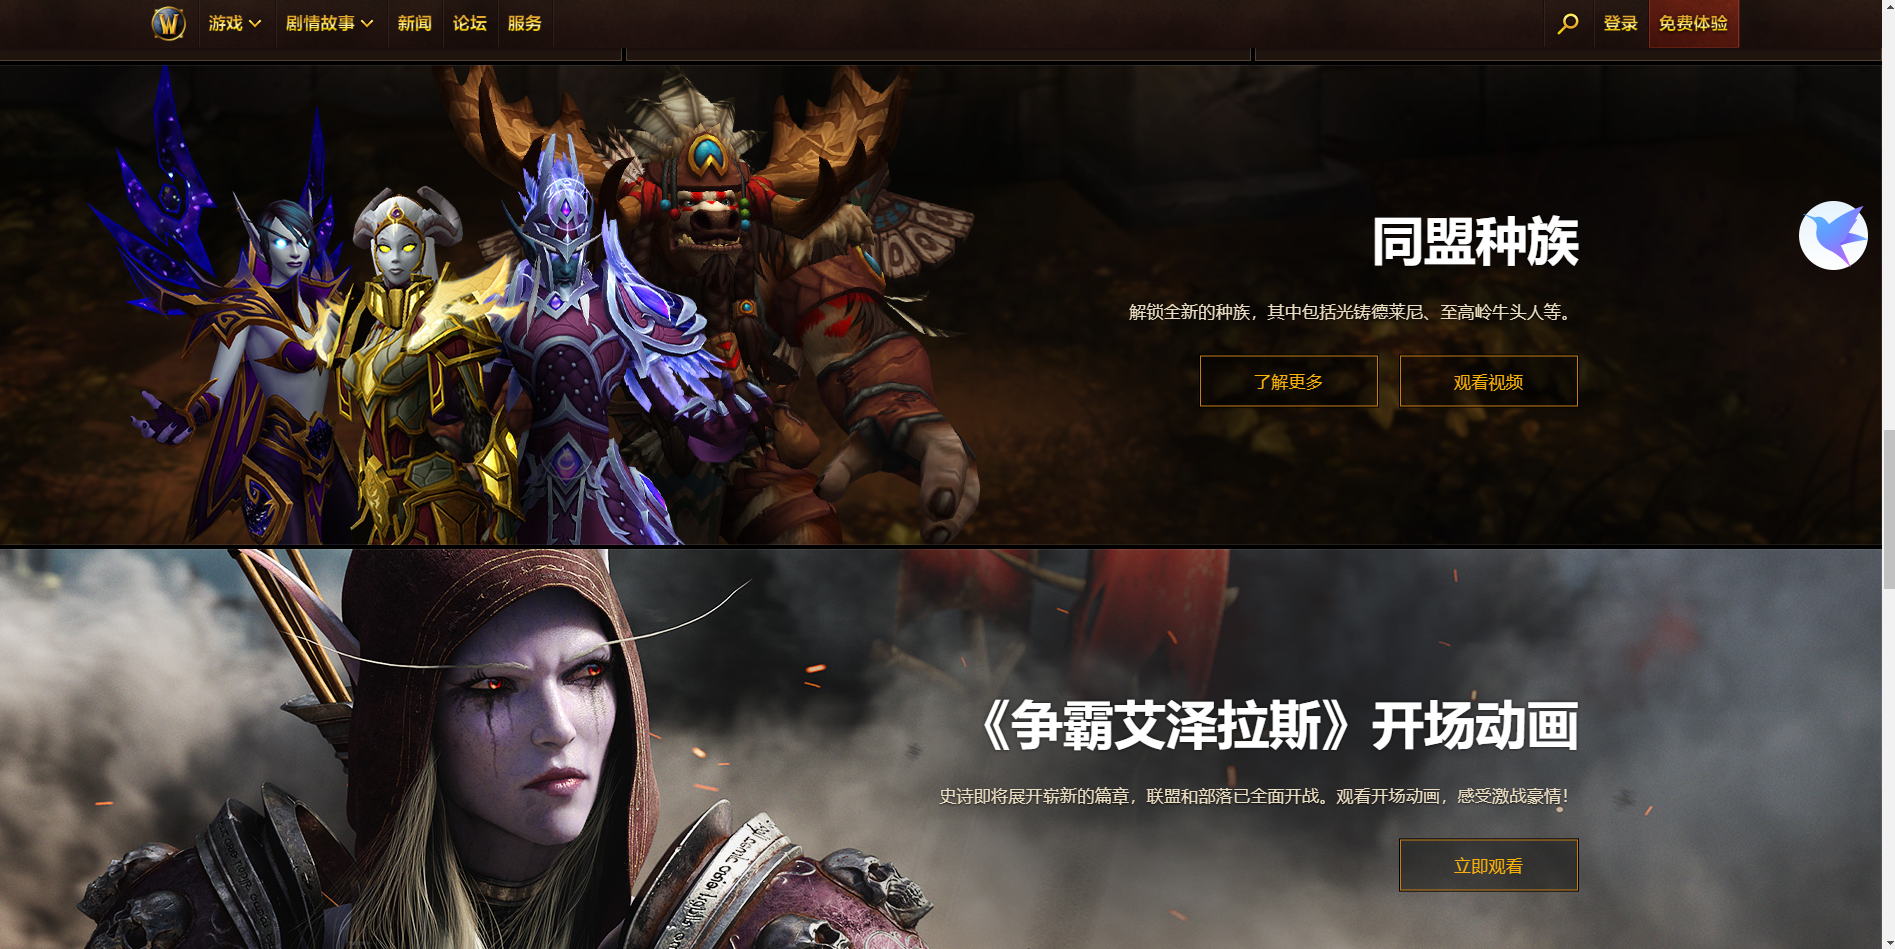 W
游戏
剧情故事
新闻
论坛
服务
登录
免费体验
同盟种族
解锁全新的种族，其中包括光铸德莱尼、至高岭牛头人等。
了解更多
观看视频
《争霸艾泽拉斯》开场动画
史诗即将展开崭新的篇章，联盟和部落已全面开战。观看开场动画，感受激战豪情！
立即观看